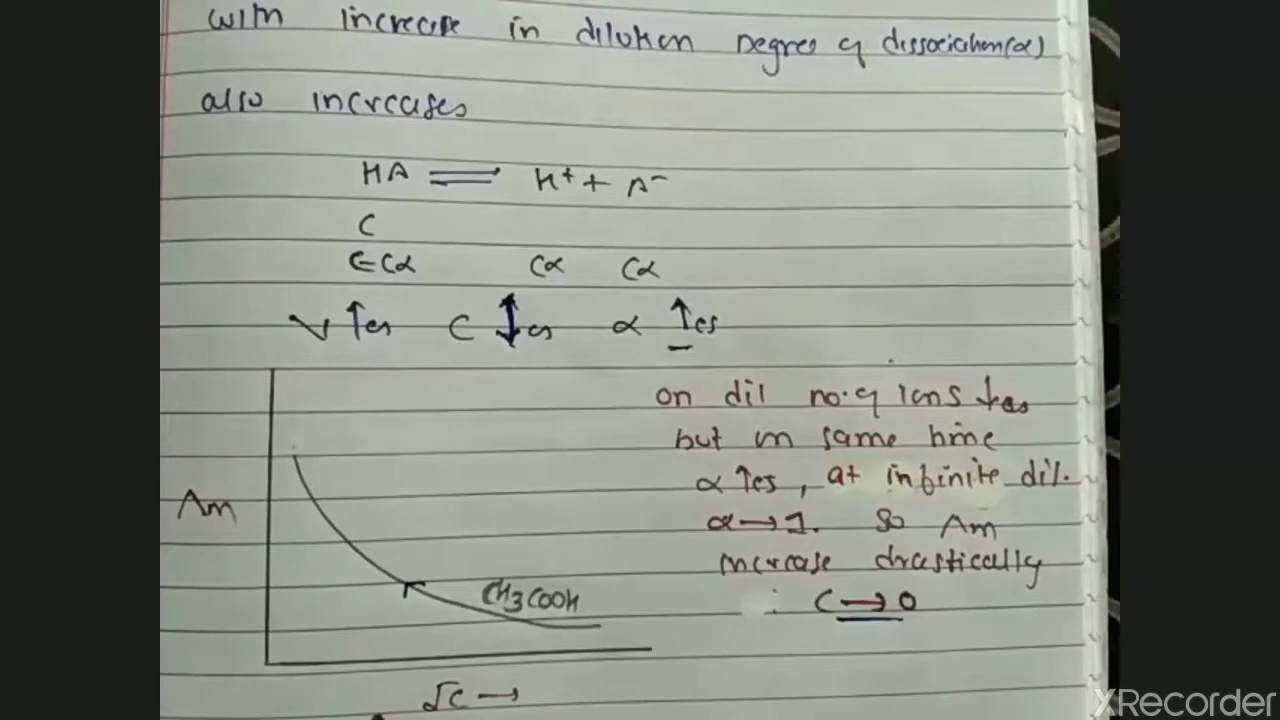 with increase in dilution Degree of dissociation(α)
also increases
HA ⇌ H⁺ + A⁻
C
C-Cα Cα Cα
V ↑es C ↓es α ↑es
on dil no. of ions ↓es
but in same time
α ↑es, at infinite dil.
α → 1. So Λm
increase drastically
C → 0
Λm
CH3COOH
√C →
XRecorder